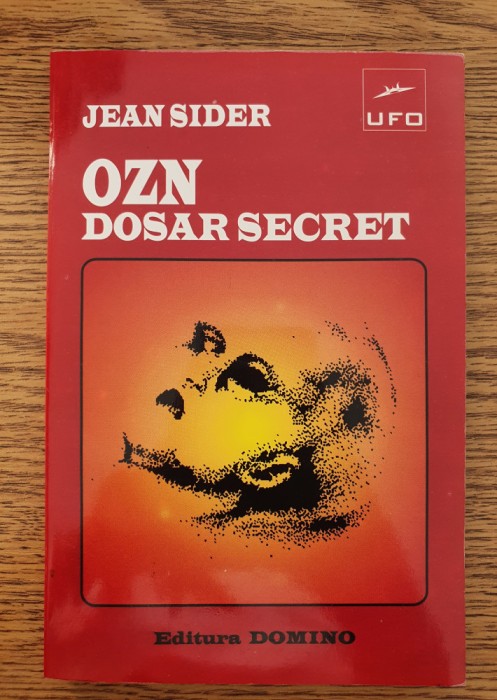 UFO
JEAN SIDER
OZN
DOSAR SECRET
Editura DOMINO